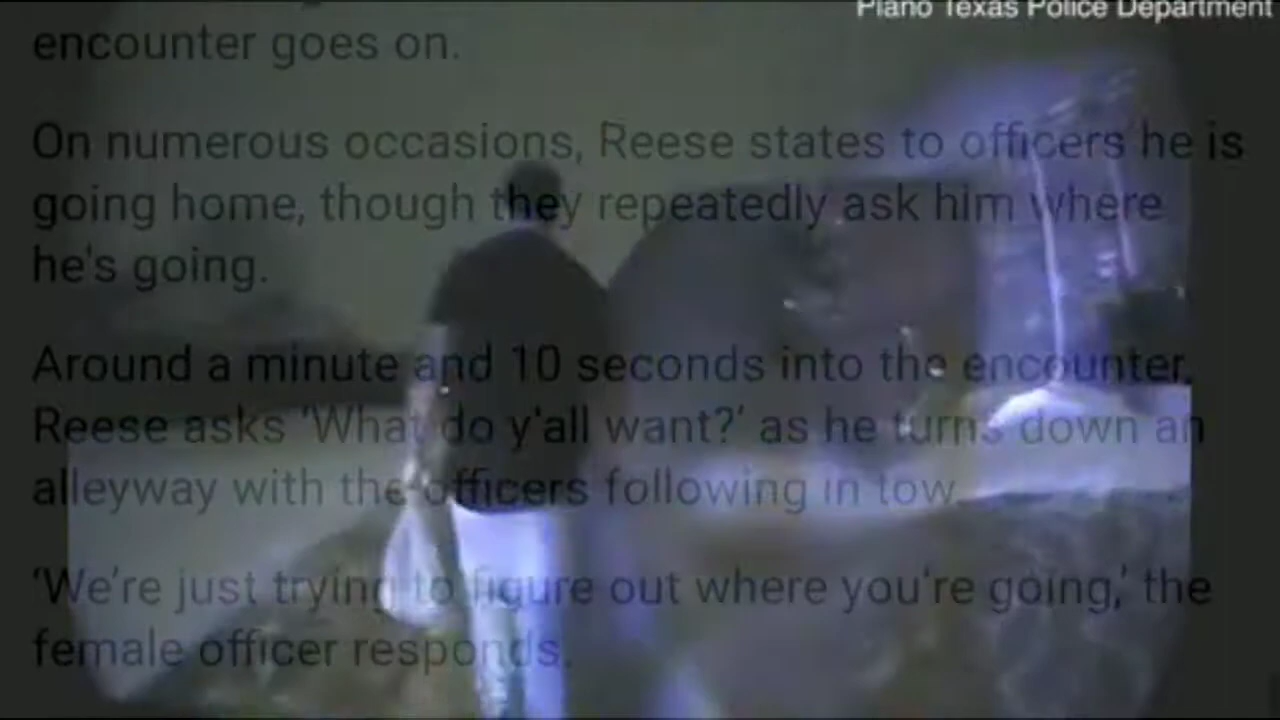 Plano Texas Police Department
encounter goes on.
On numerous occasions, Reese states to officers he is
going home, though they repeatedly ask him where
he's going.
Around a minute and 10 seconds into the encounter,
Reese asks ‘What do y'all want?’ as he turns down an
alleyway with the officers following in tow.
‘We’re just trying to figure out where you’re going,’ the
female officer responds.